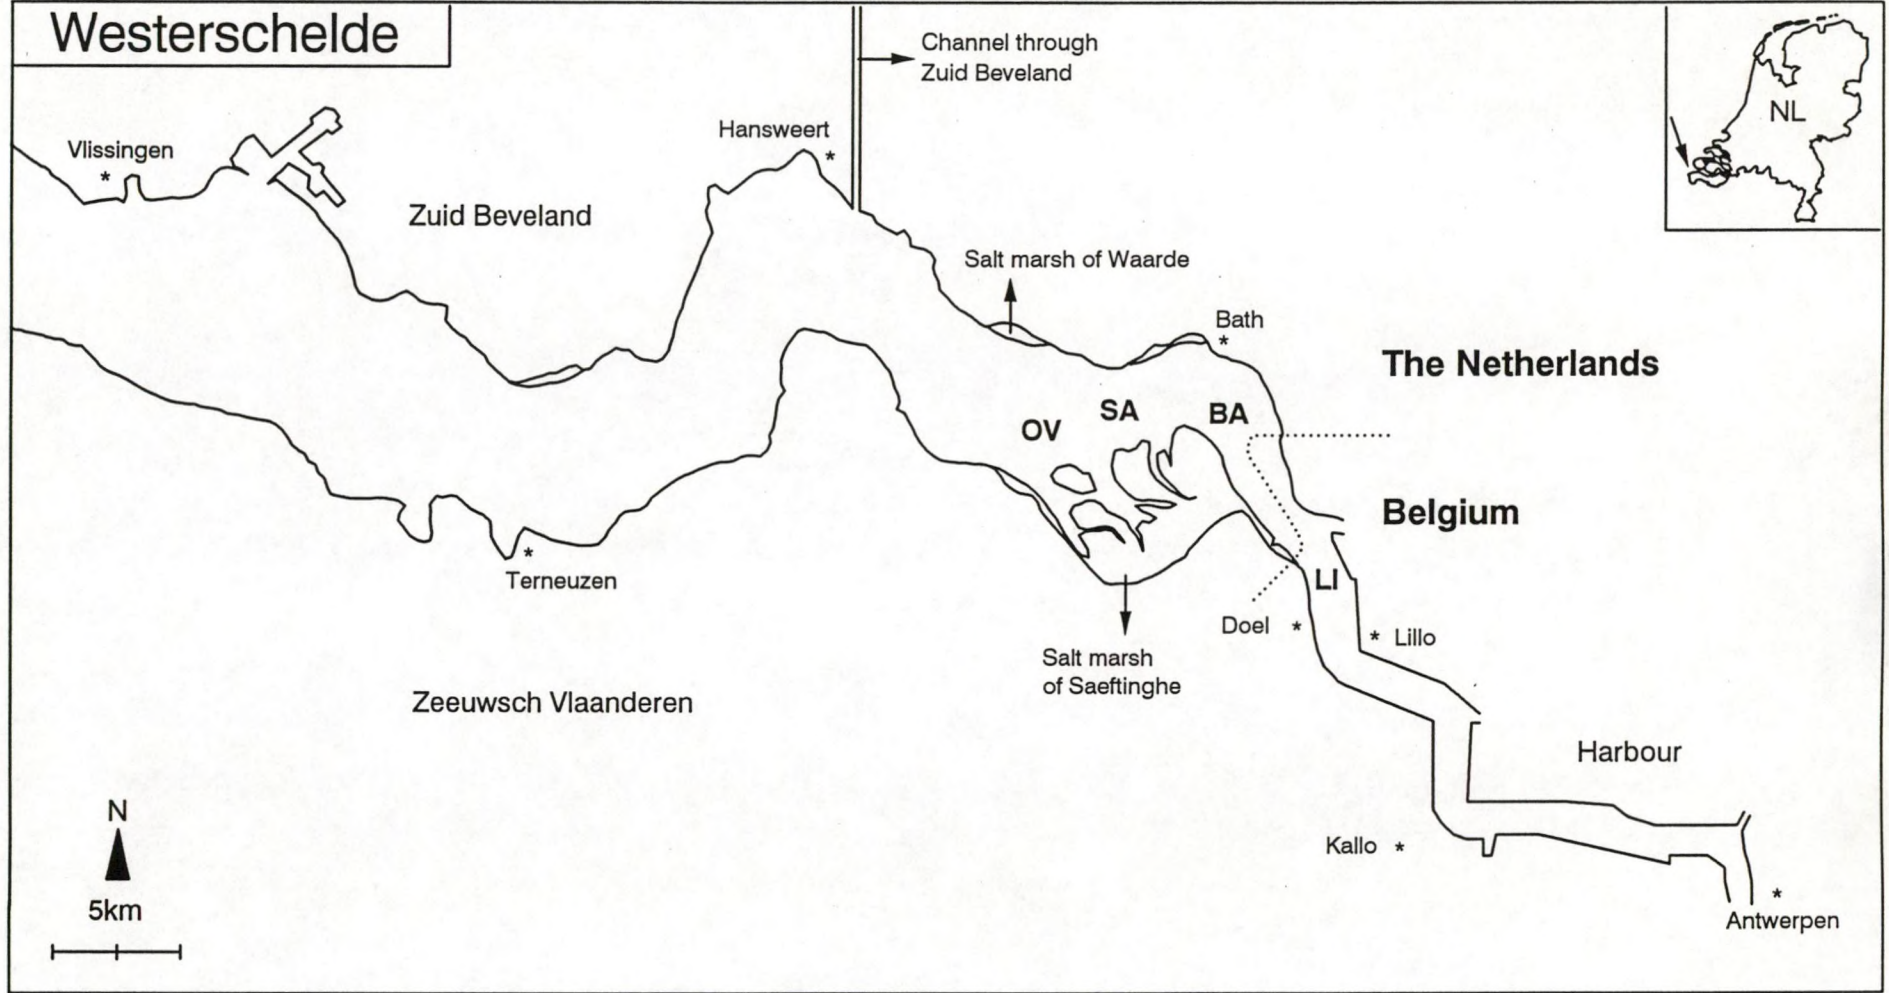 Westerschelde
Channel through
Zuid Beveland
NL
Vlissingen
*
Hansweert
*
Zuid Beveland
Salt marsh of Waarde
Bath
*
The Netherlands
SA
BA
OV
Belgium
*
Terneuzen
LI
Doel *
* Lillo
Salt marsh
of Saeftinghe
Zeeuwsch Vlaanderen
Harbour
N
5km
Kallo *
*
Antwerpen